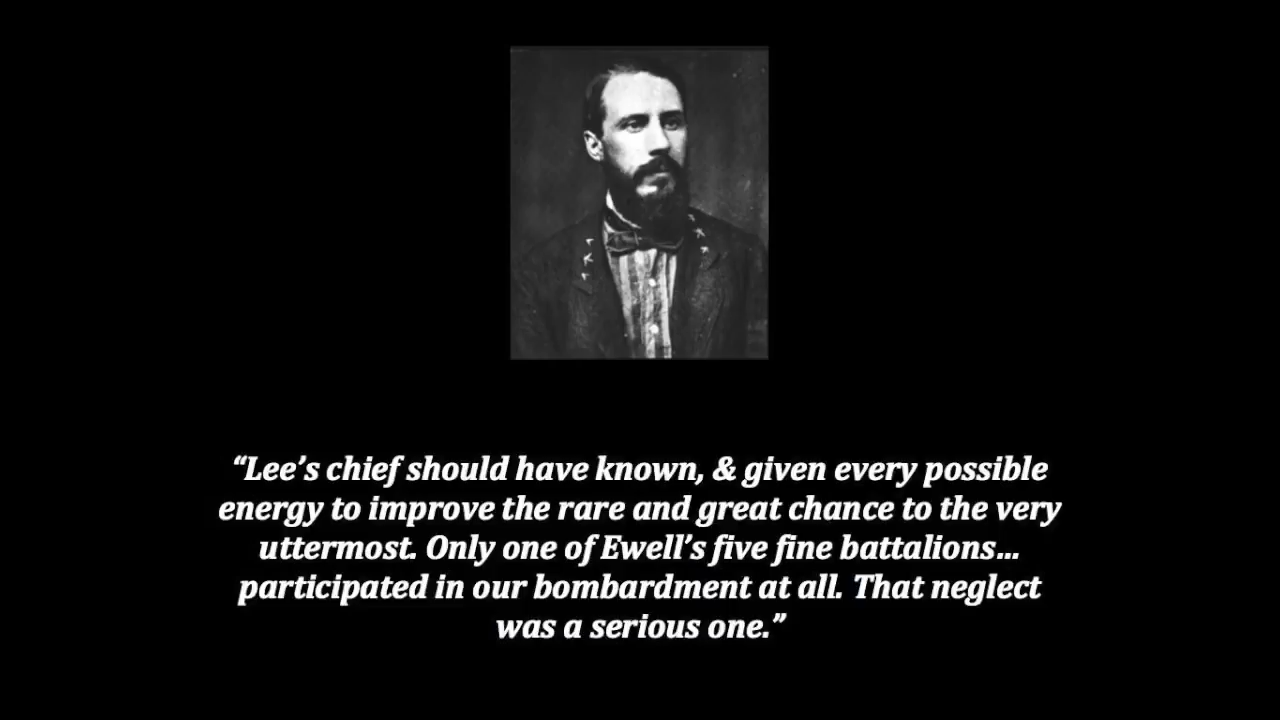 “Lee’s chief should have known, & given every possible
energy to improve the rare and great chance to the very
uttermost. Only one of Ewell’s five fine battalions…
participated in our bombardment at all. That neglect
was a serious one.”